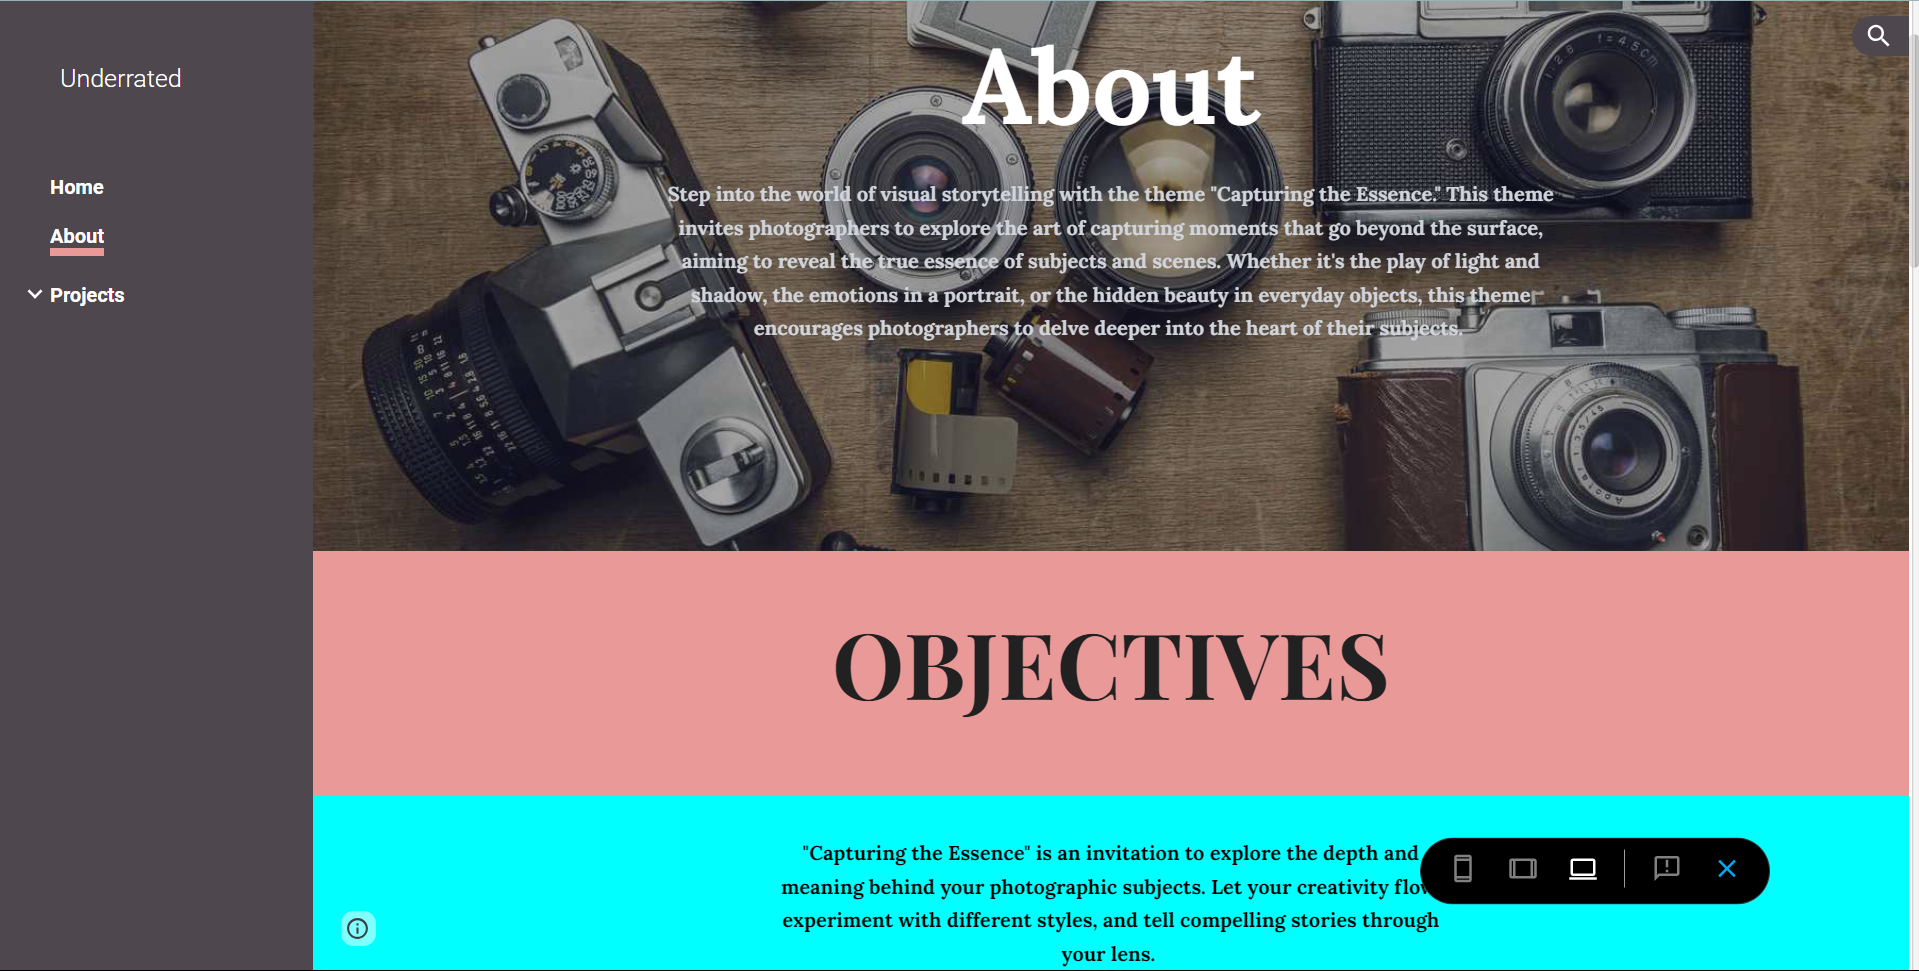 Underrated
Home
About
Projects
About
Step into the world of visual storytelling with the theme "Capturing the Essence." This theme
invites photographers to explore the art of capturing moments that go beyond the surface,
aiming to reveal the true essence of subjects and scenes. Whether it's the play of light and
shadow, the emotions in a portrait, or the hidden beauty in everyday objects, this theme
encourages photographers to delve deeper into the heart of their subjects.
f = 4.5cm
OBJECTIVES
"Capturing the Essence" is an invitation to explore the depth and
meaning behind your photographic subjects. Let your creativity flow
experiment with different styles, and tell compelling stories through
your lens.